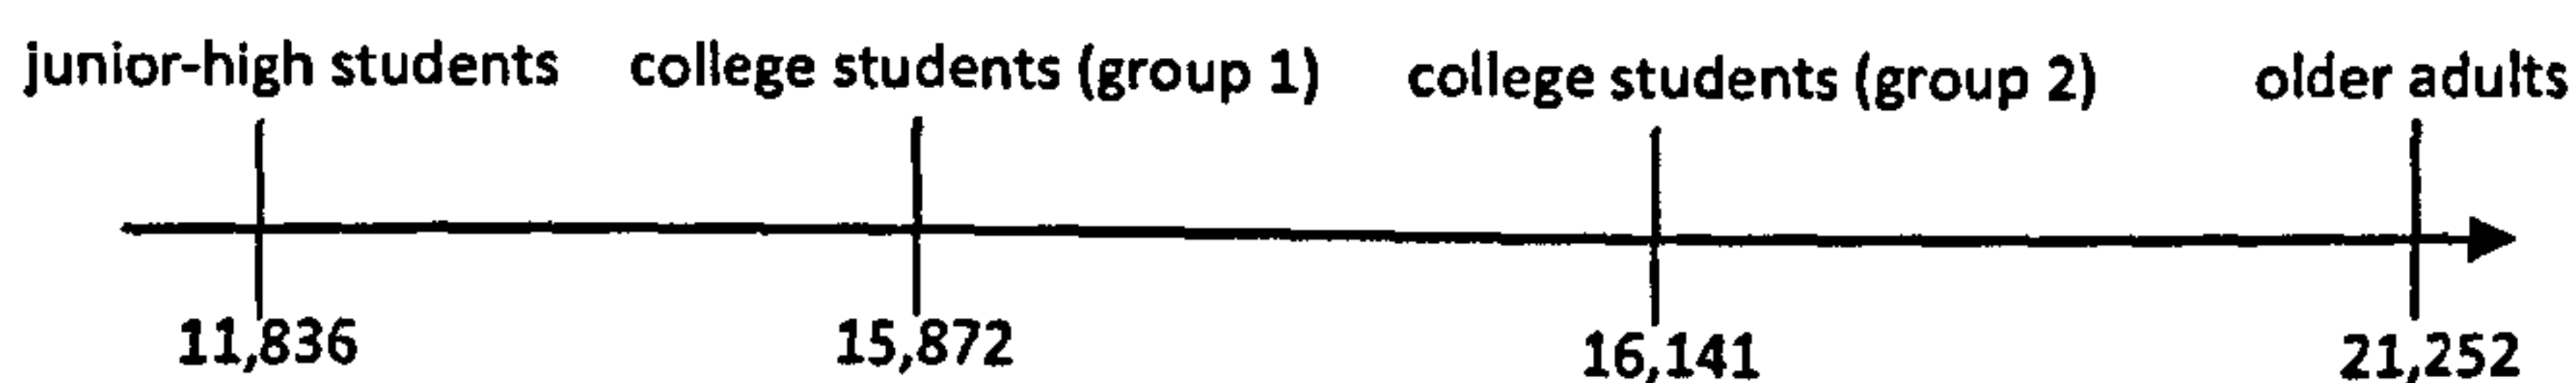 junior-high students college students (group 1) college students (group 2) older adults
11,836 15,872 16,141 21,252